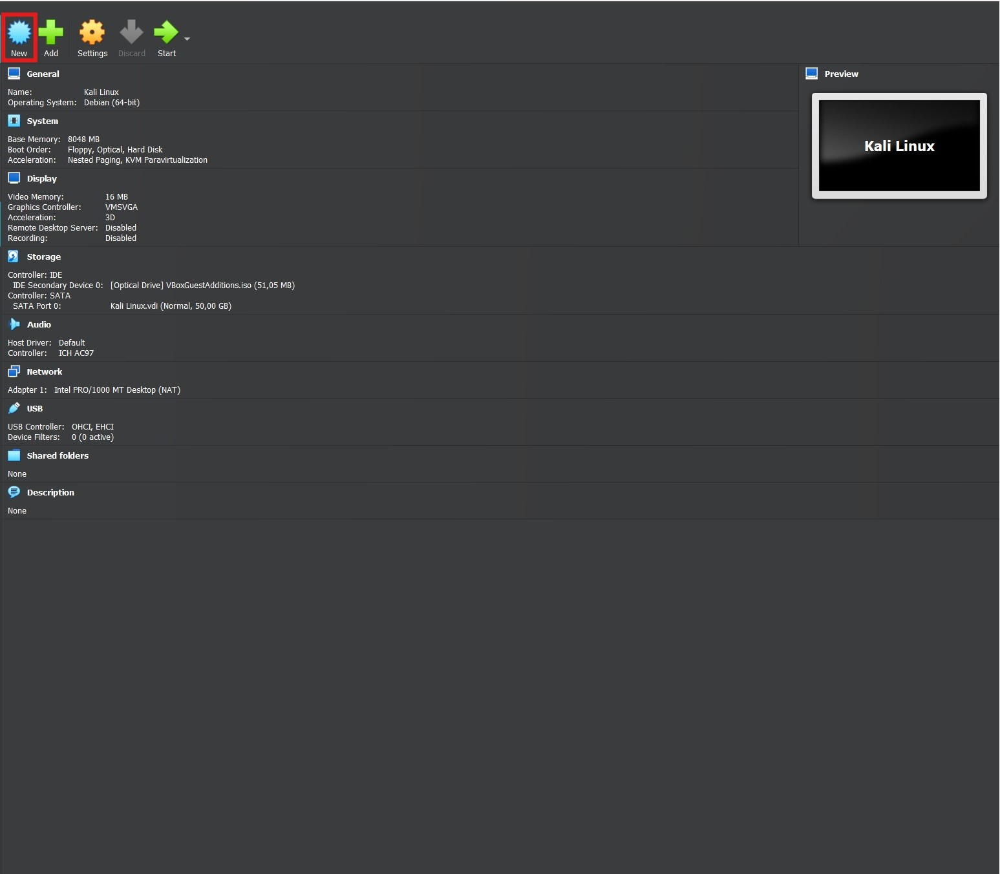 New Add Settings Discard Start
General
Name: Kali Linux
Operating System: Debian (64-bit)
System
Base Memory: 8048 MB
Boot Order: Floppy, Optical, Hard Disk
Acceleration: Nested Paging, KVM Paravirtualization
Display
Video Memory: 16 MB
Graphics Controller: VMSVGA
Acceleration: 3D
Remote Desktop Server: Disabled
Recording: Disabled
Preview
Kali Linux
Storage
Controller: IDE
IDE Secondary Device 0: [Optical Drive] VBoxGuestAdditions.iso (51,05 MB)
Controller: SATA
SATA Port 0: Kali Linux.vdi (Normal, 50,00 GB)
Audio
Host Driver: Default
Controller: ICH AC97
Network
Adapter 1: Intel PRO/1000 MT Desktop (NAT)
USB
USB Controller: OHCI, EHCI
Device Filters: 0 (0 active)
Shared folders
None
Description
None